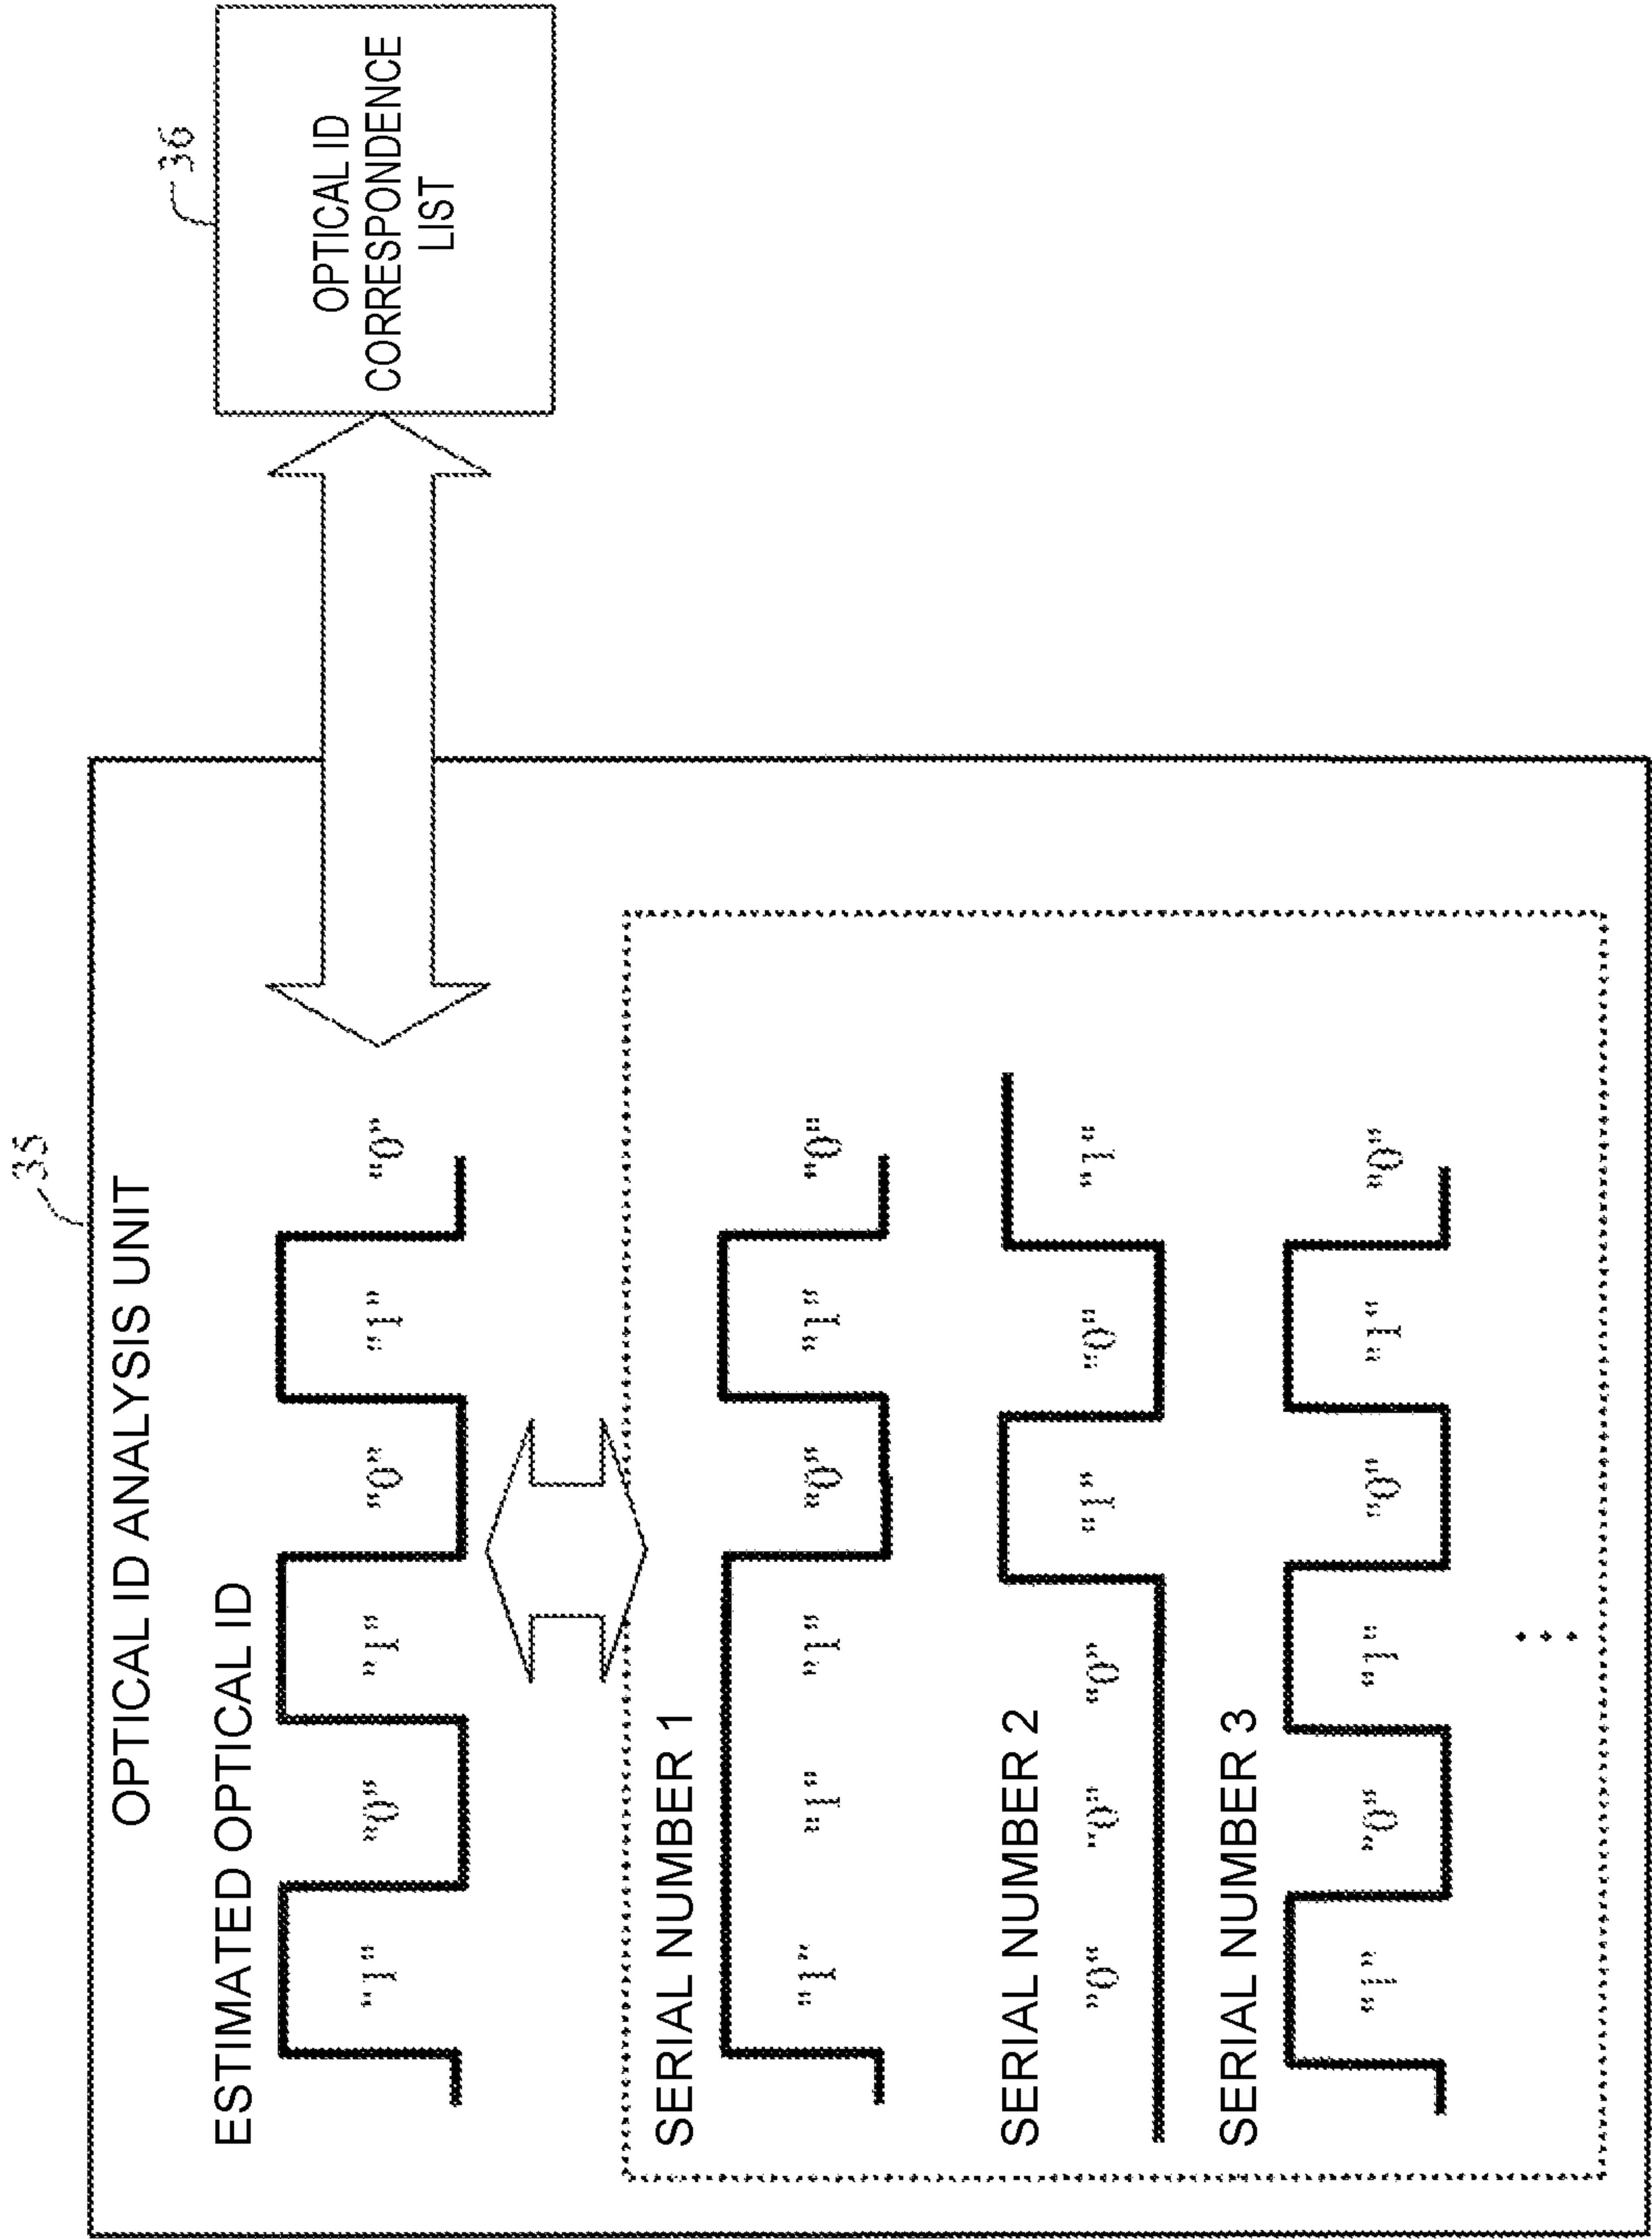 35
36
OPTICAL ID ANALYSIS UNIT
OPTICAL ID
CORRESPONDENCE
LIST
ESTIMATED OPTICAL ID
“1” “0” “1” “0” “1” “0”
SERIAL NUMBER 1
“1” “1” “1” “0” “1” “0”
SERIAL NUMBER 2
“0” “0” “0” “1” “0” “1”
SERIAL NUMBER 3
“1” “0” “1” “0” “1” “0”